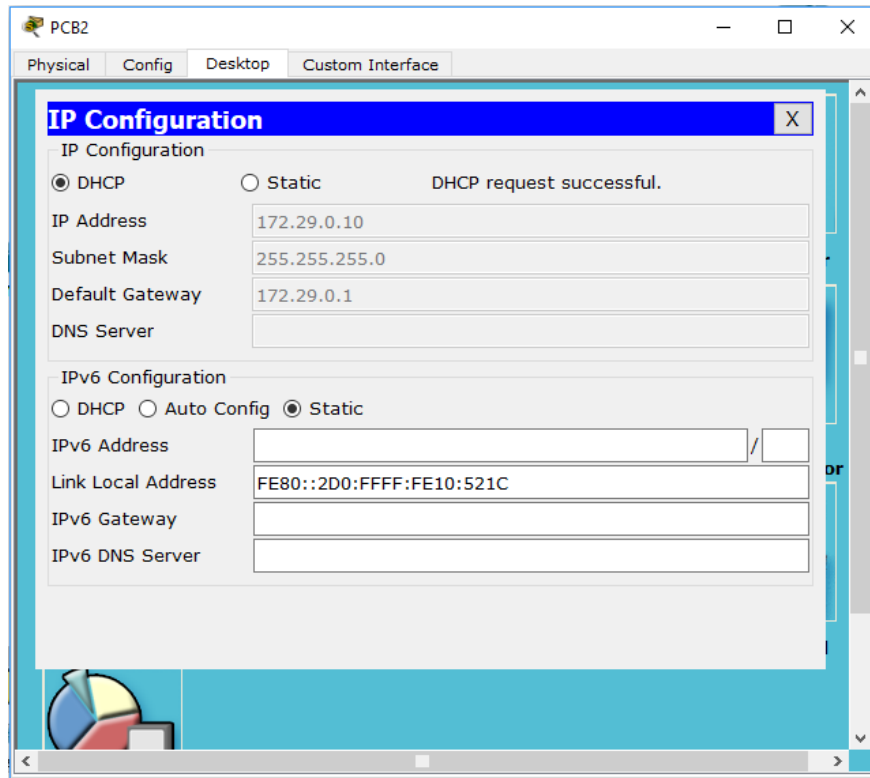 PCB2
Physical Config Desktop Custom Interface
IP Configuration X
IP Configuration
DHCP Static DHCP request successful.
IP Address 172.29.0.10
Subnet Mask 255.255.255.0
Default Gateway 172.29.0.1
DNS Server
IPv6 Configuration
DHCP Auto Config Static
IPv6 Address /
Link Local Address FE80::2D0:FFFF:FE10:521C
IPv6 Gateway
IPv6 DNS Server
or